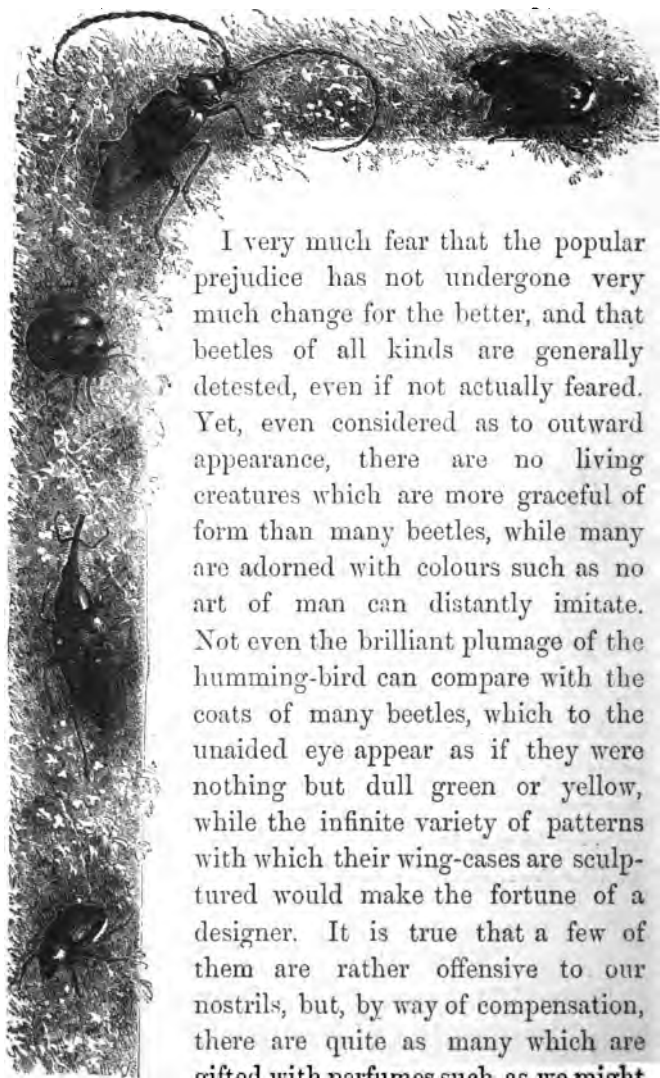 I very much fear that the popular
prejudice has not undergone very
much change for the better, and that
beetles of all kinds are generally
detested, even if not actually feared.
Yet, even considered as to outward
appearance, there are no living
creatures which are more graceful of
form than many beetles, while many
are adorned with colours such as no
art of man can distantly imitate.
Not even the brilliant plumage of the
humming-bird can compare with the
coats of many beetles, which to the
unaided eye appear as if they were
nothing but dull green or yellow,
while the infinite variety of patterns
with which their wing-cases are sculp-
tured would make the fortune of a
designer. It is true that a few of
them are rather offensive to our
nostrils, but, by way of compensation,
there are quite as many which are
gifted with perfumes such as we might